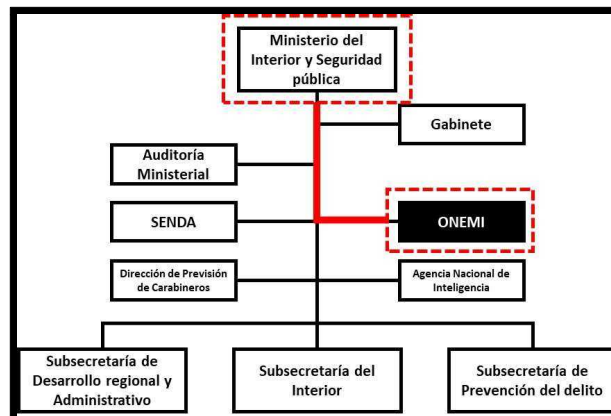 Ministerio del
Interior y Seguridad
pública
Gabinete
Auditoría
Ministerial
SENDA
ONEMI
Dirección de Previsión
de Carabineros
Agencia Nacional de
Inteligencia
Subsecretaría de
Desarrollo regional y
Administrativo
Subsecretaría del
Interior
Subsecretaría de
Prevención del delito